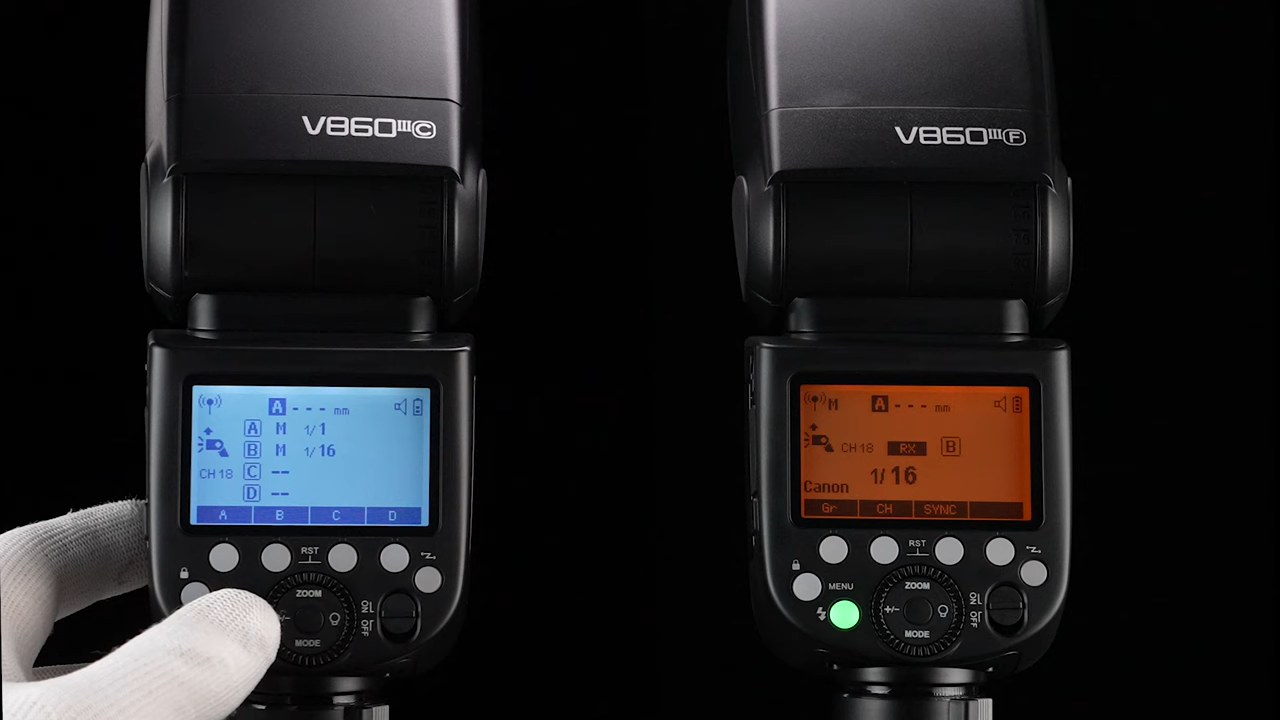 V860III C
A - - - mm
A M 1/1
B M 1/16
CH 18 C --
D --
A B C D
RST
ZOOM
+/-
MODE
ON OFF
V860III F
M A - - - mm
CH 18 RX B
1/16
Canon
Gr CH SYNC
RST
MENU
ZOOM
+/-
MODE
ON OFF